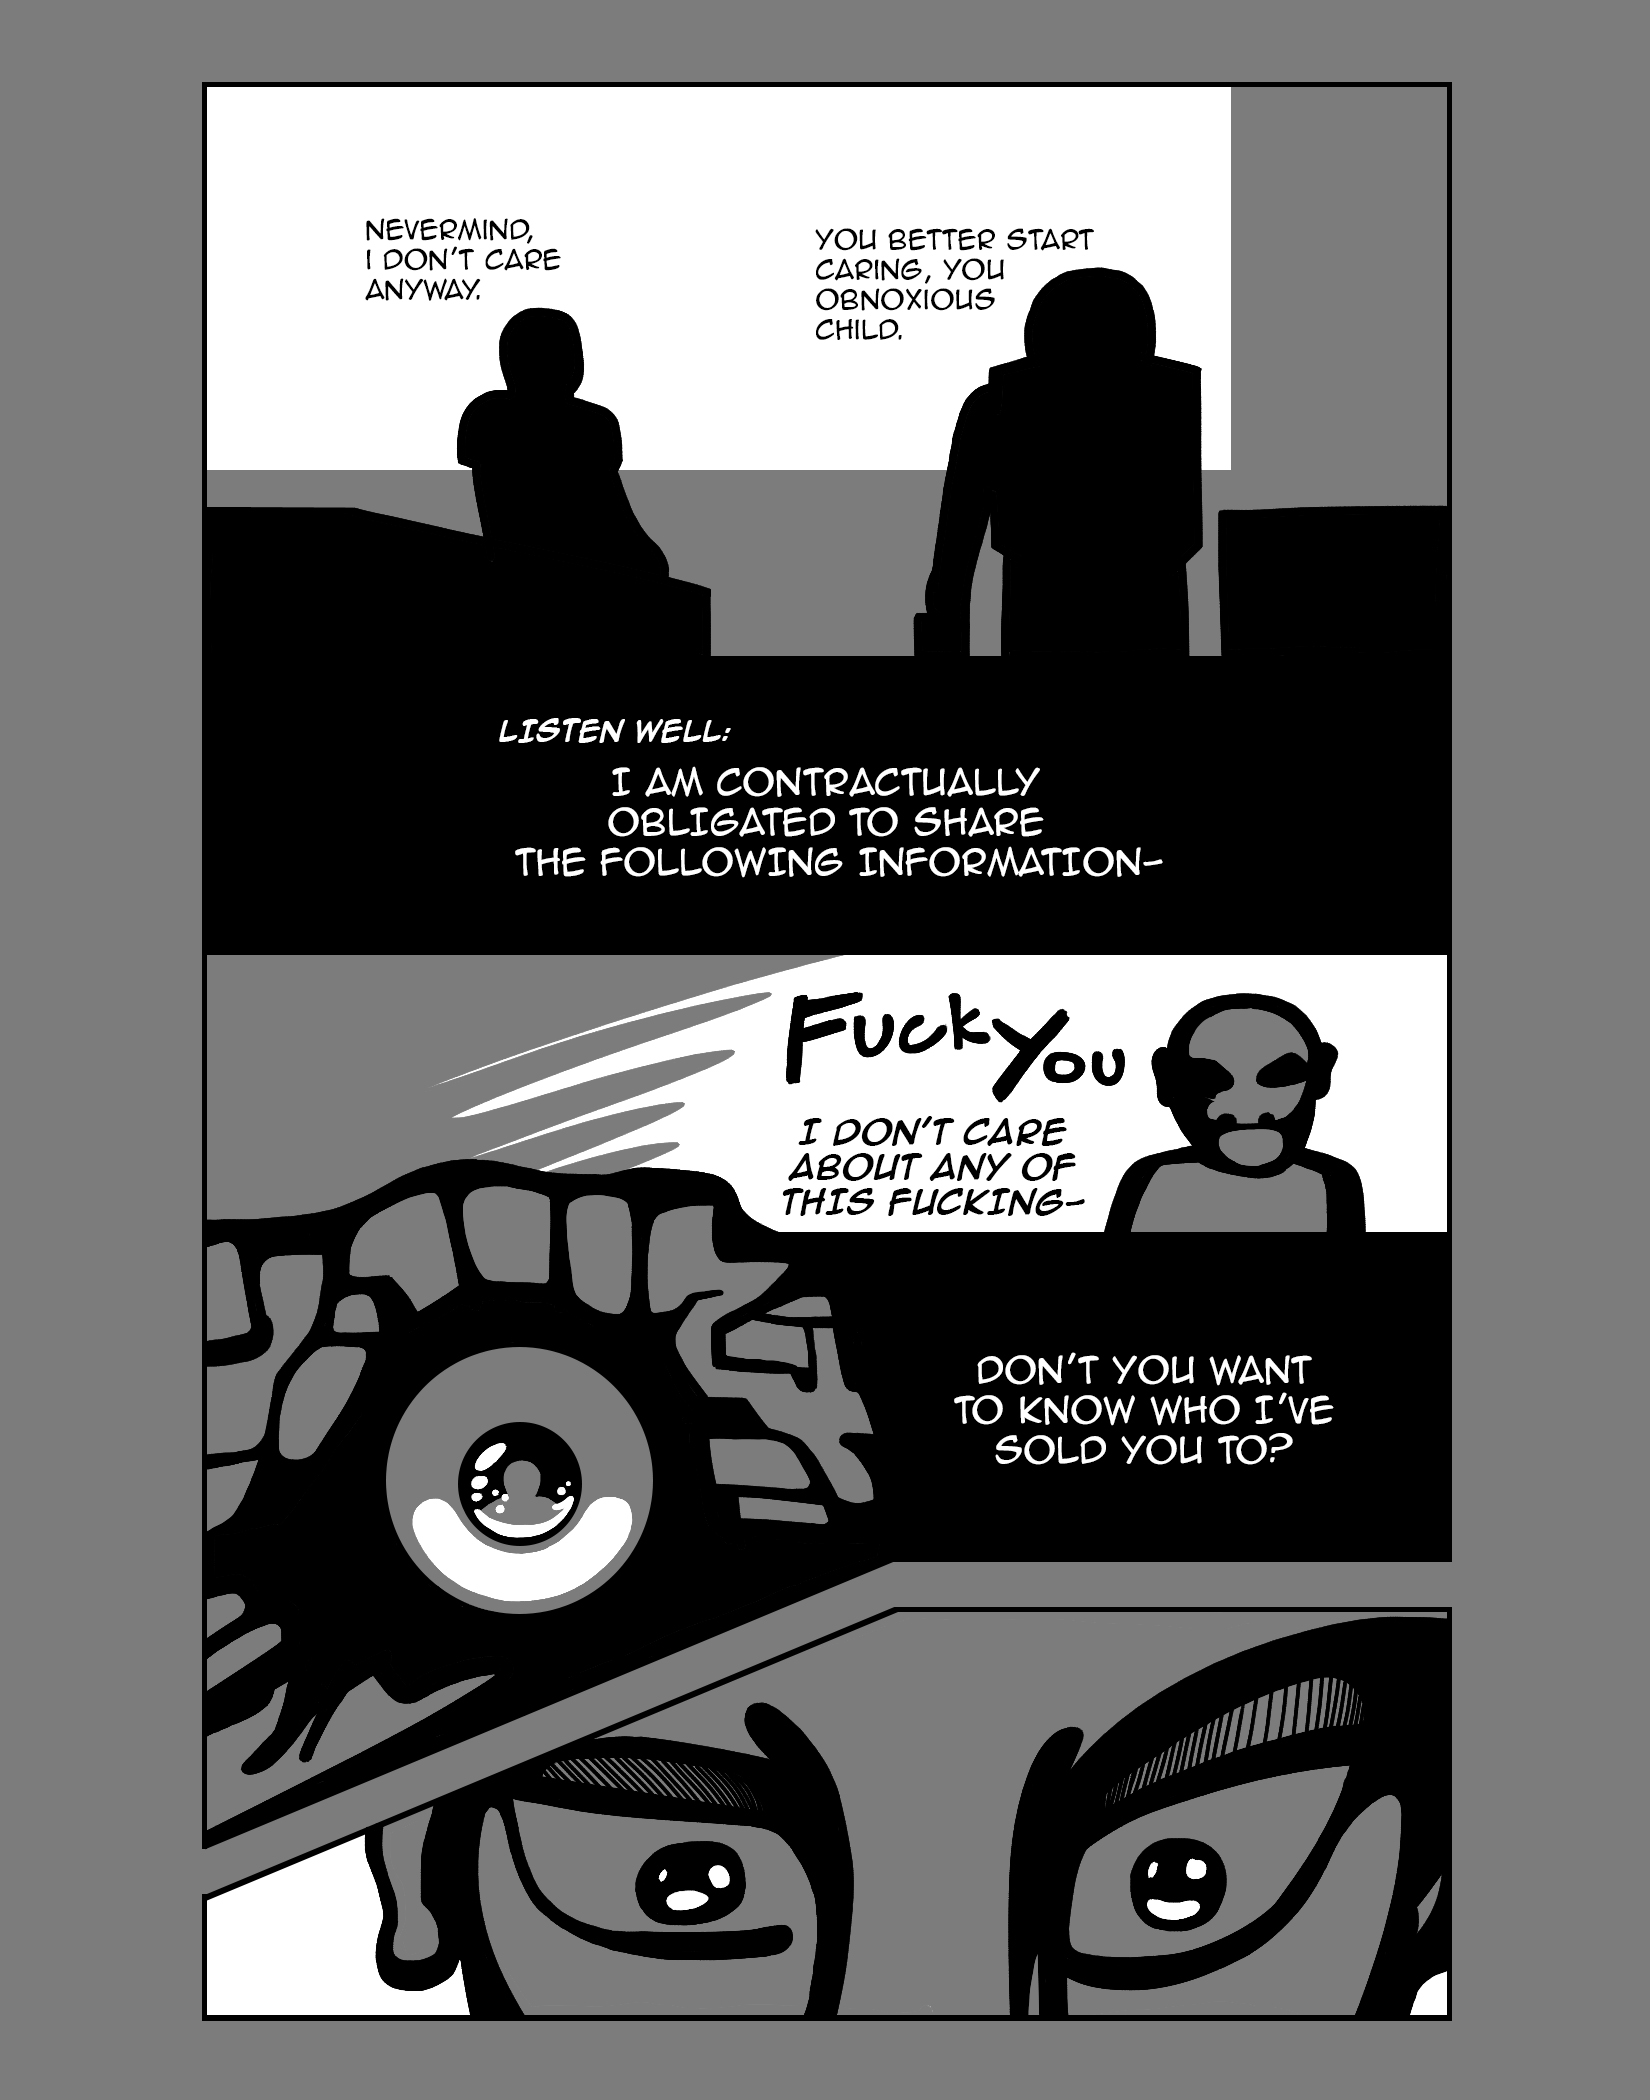 NEVERMIND,
I DON'T CARE
ANYWAY.
YOU BETTER START
CARING, YOU
OBNOXIOUS
CHILD.
LISTEN WELL:
I AM CONTRACTUALLY
OBLIGATED TO SHARE
THE FOLLOWING INFORMATION-
FUCK YOU
I DON'T CARE
ABOUT ANY OF
THIS FUCKING-
DON'T YOU WANT
TO KNOW WHO I'VE
SOLD YOU TO?